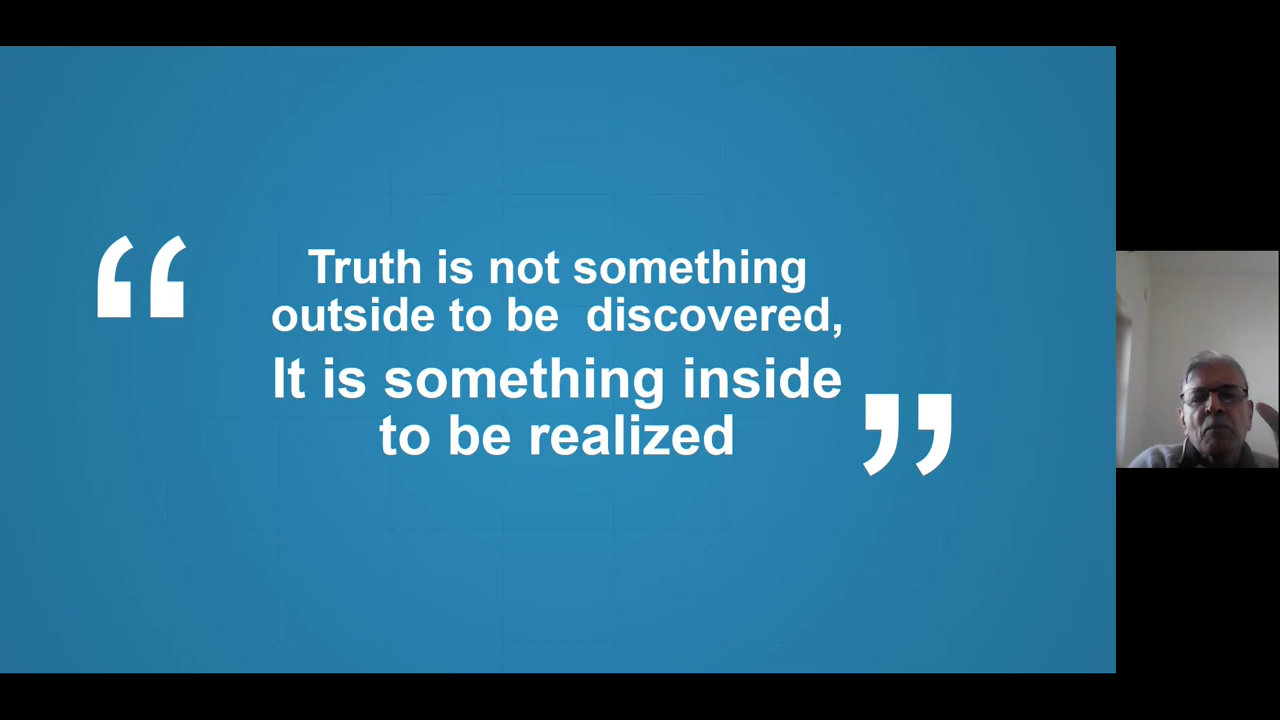 “ Truth is not something
outside to be  discovered,
It is something inside
to be realized ”